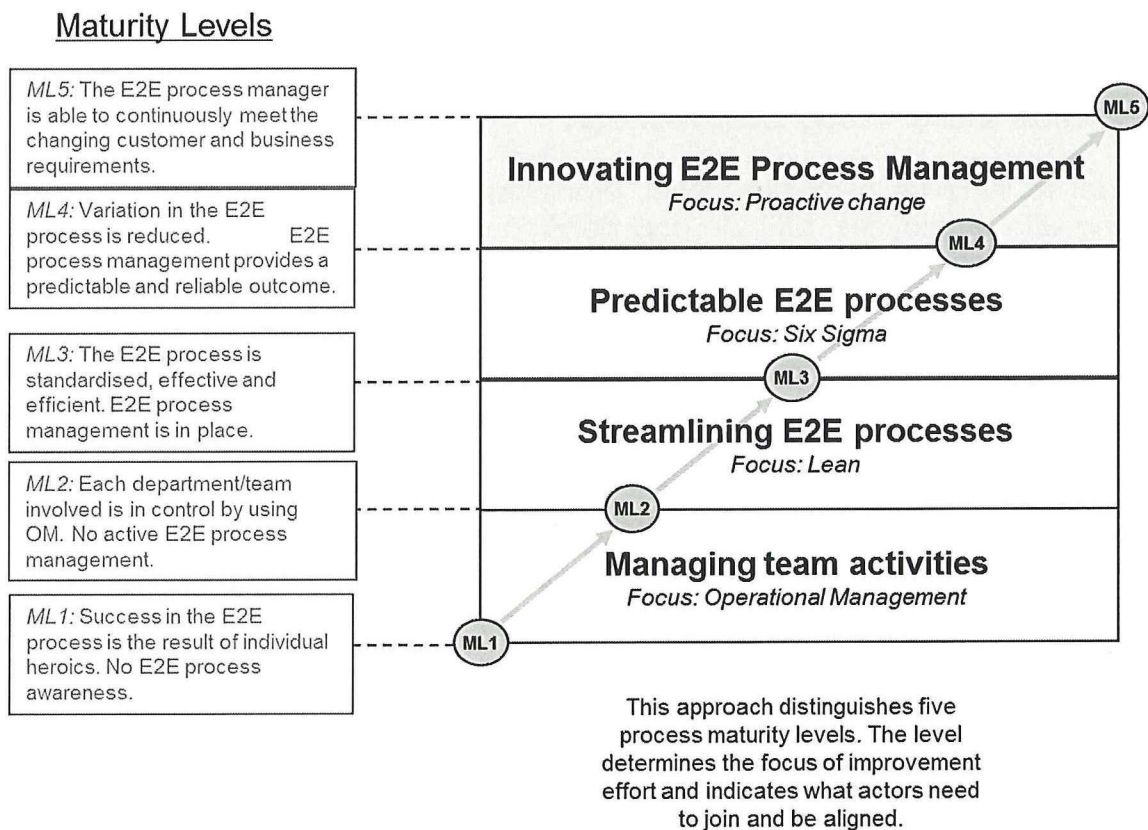 Maturity Levels
ML5: The E2E process manager
is able to continuously meet the
changing customer and business
requirements.
ML4: Variation in the E2E
process is reduced. E2E
process management provides a
predictable and reliable outcome.
ML3: The E2E process is
standardised, effective and
efficient. E2E process
management is in place.
ML2: Each department/team
involved is in control by using
OM. No active E2E process
management.
ML1: Success in the E2E
process is the result of individual
heroics. No E2E process
awareness.
ML5
Innovating E2E Process Management
Focus: Proactive change
ML4
Predictable E2E processes
Focus: Six Sigma
ML3
Streamlining E2E processes
Focus: Lean
ML2
Managing team activities
Focus: Operational Management
ML1
This approach distinguishes five
process maturity levels. The level
determines the focus of improvement
effort and indicates what actors need
to join and be aligned.